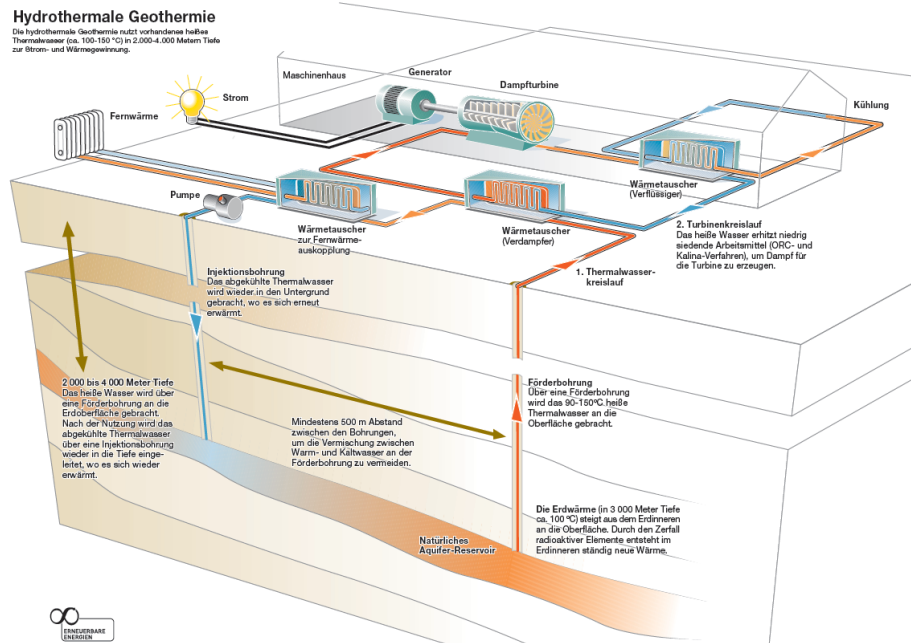 Hydrothermale Geothermie
Die hydrothermale Geothermie nutzt vorhandenes heißes
Thermalwasser (ca. 100-150 °C) in 2.000-4.000 Metern Tiefe
zur Strom- und Wärmegewinnung.
Maschinenhaus
Generator
Dampfturbine
Strom
Fernwärme
Kühlung
Pumpe
Wärmetauscher
zur Fernwärme-
auskopplung
Wärmetauscher
(Verdampfer)
Wärmetauscher
(Verflüssiger)
2. Turbinenkreislauf
Das heiße Wasser erhitzt niedrig
siedende Arbeitsmittel (ORC- und
Kalina-Verfahren), um Dampf für
die Turbine zu erzeugen.
1. Thermalwasser-
kreislauf
Injektionsbohrung
Das abgekühlte Thermalwasser
wird wieder in den Untergrund
gebracht, wo es sich erneut
erwärmt.
2 000 bis 4 000 Meter Tiefe
Das heiße Wasser wird über
eine Förderbohrung an die
Erdoberfläche gebracht.
Nach der Nutzung wird das
abgekühlte Thermalwasser
über eine Injektionsbohrung
wieder in die Tiefe einge-
leitet, wo es sich wieder
erwärmt.
Mindestens 500 m Abstand
zwischen den Bohrungen,
um die Vermischung zwischen
Warm- und Kaltwasser an der
Förderbohrung zu vermeiden.
Förderbohrung
Über eine Förderbohrung
wird das 90-150°C heiße
Thermalwasser an die
Oberfläche gebracht.
Natürliches
Aquifer-Reservoir
Die Erdwärme (in 3 000 Meter Tiefe
ca. 100 °C) steigt aus dem Erdinneren
an die Oberfläche. Durch den Zerfall
radioaktiver Elemente entsteht im
Erdinneren ständig neue Wärme.
ERNEUERBARE
ENERGIEN